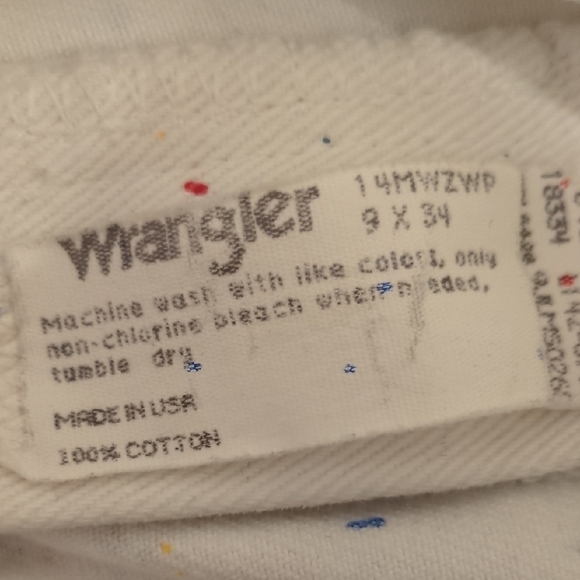 wrangler
14MWZWP
9 X 34
Machine wash with like colors, only
non-chlorine bleach when needed,
tumble dry
MADE IN USA
100% COTTON
18334